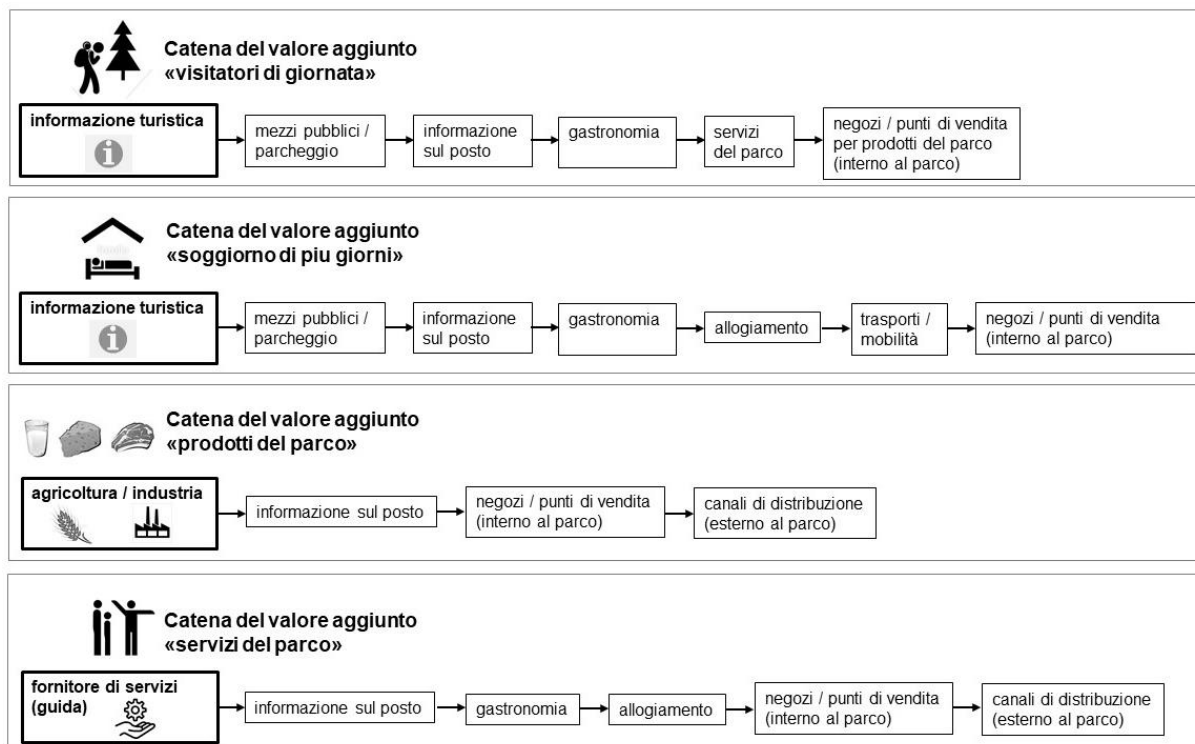 Catena del valore aggiunto
«visitatori di giornata»
informazione turistica
mezzi pubblici /
parcheggio
informazione
sul posto
gastronomia
servizi
del parco
negozi / punti di vendita
per prodotti del parco
(interno al parco)
Catena del valore aggiunto
«soggiorno di piu giorni»
informazione turistica
mezzi pubblici /
parcheggio
informazione
sul posto
gastronomia
allogiamento
trasporti /
mobilità
negozi / punti di vendita
(interno al parco)
Catena del valore aggiunto
«prodotti del parco»
agricoltura / industria
informazione sul posto
negozi / punti di vendita
(interno al parco)
canali di distribuzione
(esterno al parco)
Catena del valore aggiunto
«servizi del parco»
fornitore di servizi
(guida)
informazione sul posto
gastronomia
allogiamento
negozi / punti di vendita
(interno al parco)
canali di distribuzione
(esterno al parco)